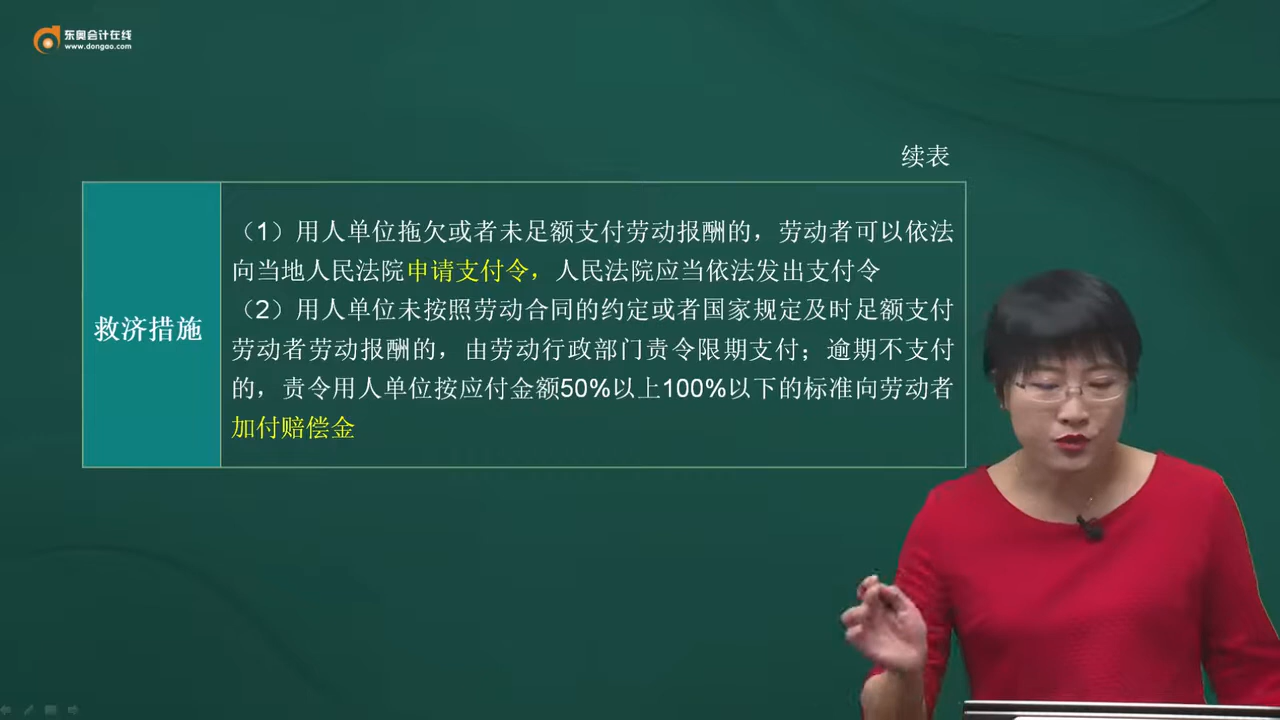 东奥会计在线
www.dongao.com
续表
救济措施
（1）用人单位拖欠或者未足额支付劳动报酬的，劳动者可以依法
向当地人民法院申请支付令，人民法院应当依法发出支付令
（2）用人单位未按照劳动合同的约定或者国家规定及时足额支付
劳动者劳动报酬的，由劳动行政部门责令限期支付；逾期不支付
的，责令用人单位按应付金额50%以上100%以下的标准向劳动者
加付赔偿金